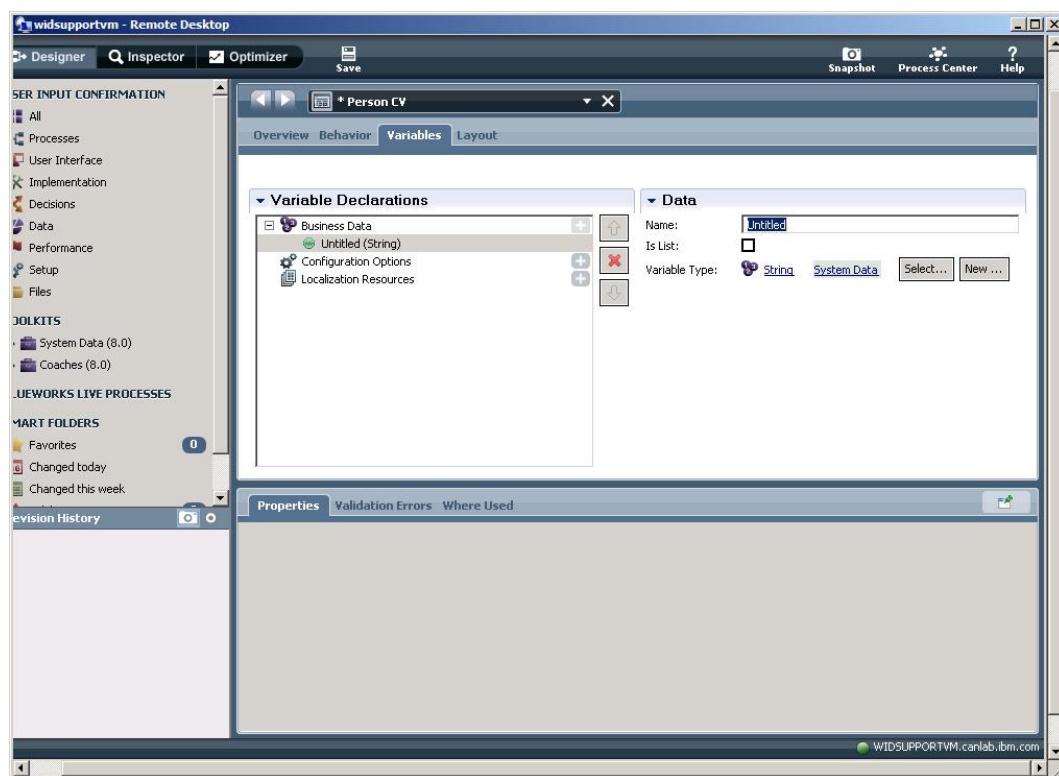 widsupportvm - Remote Desktop
Designer Inspector Optimizer Save Snapshot Process Center Help
SER INPUT CONFIRMATION
All
Processes
User Interface
Implementation
Decisions
Data
Performance
Setup
Files
OOLKITS
System Data (8.0)
Coaches (8.0)
LUEWORKS LIVE PROCESSES
MART FOLDERS
Favorites 0
Changed today
Changed this week
evision History
* Person CV
Overview Behavior Variables Layout
Variable Declarations
Business Data
Untitled (String)
Configuration Options
Localization Resources
Data
Name: Untitled
Is List:
Variable Type: String System Data Select... New ...
Properties Validation Errors Where Used
WIDSUPPORTVM.canlab.ibm.com